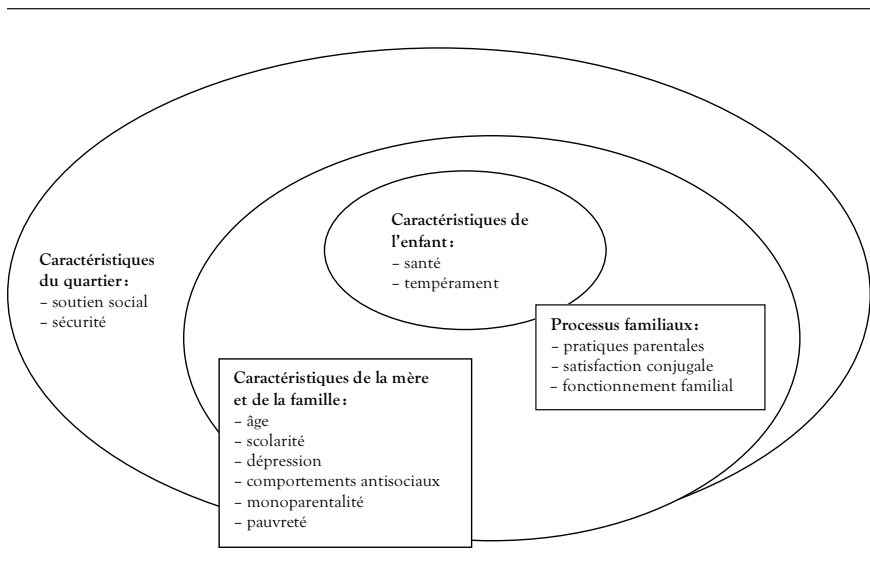 Caractéristiques de
l’enfant :
– santé
– tempérament
Caractéristiques
du quartier :
– soutien social
– sécurité
Processus familiaux :
– pratiques parentales
– satisfaction conjugale
– fonctionnement familial
Caractéristiques de la mère
et de la famille :
– âge
– scolarité
– dépression
– comportements antisociaux
– monoparentalité
– pauvreté